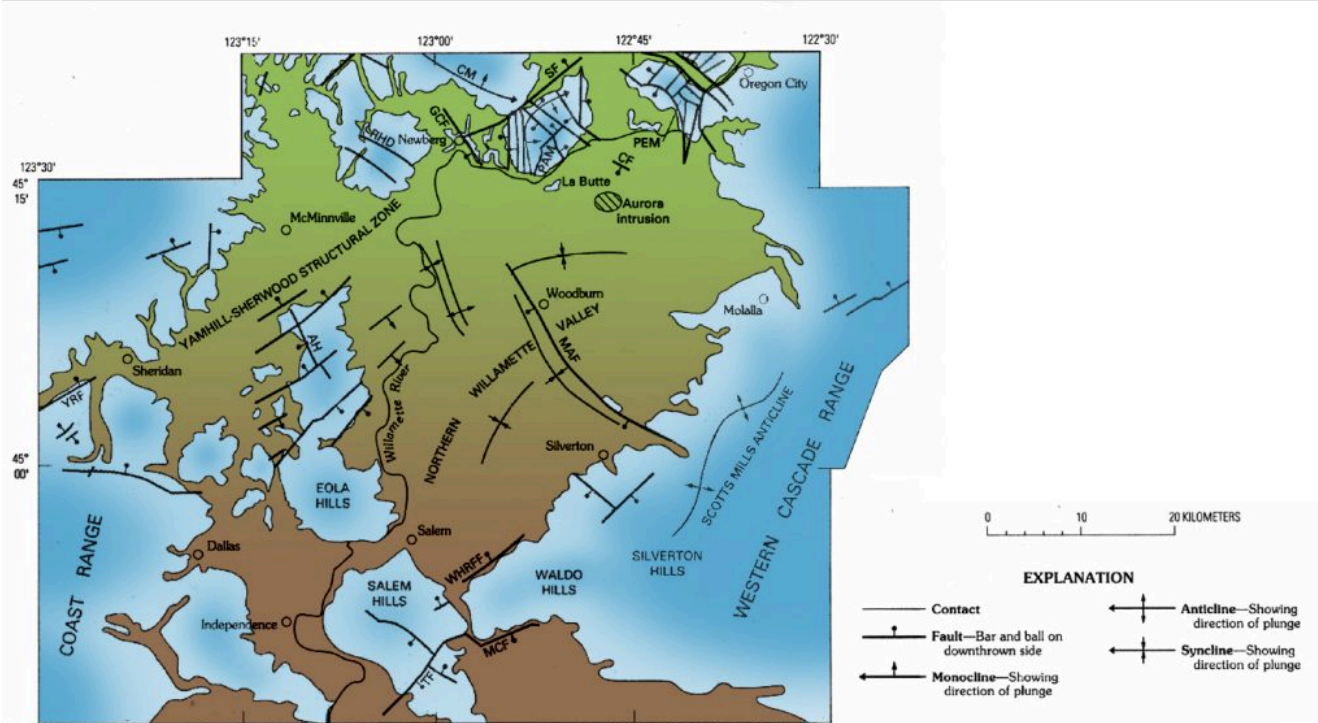 123°15'
123°00'
122°45'
122°30'
CM
SF
Oregon City
GCF
RHD
Newberg
PAM
PEM
CF
123°30'
45°
15'
La Butte
Aurora
intrusion
McMinnville
YAMHILL-SHERWOOD STRUCTURAL ZONE
Woodburn
Molalla
AH
VALLEY
MAF
WILLAMETTE
NORTHERN
Willamette River
Sheridan
YRF
SCOTTS MILLS ANTICLINE
WESTERN CASCADE RANGE
Silverton
45°
00'
EOLA
HILLS
COAST RANGE
Dallas
Salem
WHRFF
SILVERTON
HILLS
WALDO
HILLS
SALEM
HILLS
Independence
MCF
TF
0 10 20 KILOMETERS
EXPLANATION
Contact
Fault—Bar and ball on
downthrown side
Monocline—Showing
direction of plunge
Anticline—Showing
direction of plunge
Syncline—Showing
direction of plunge